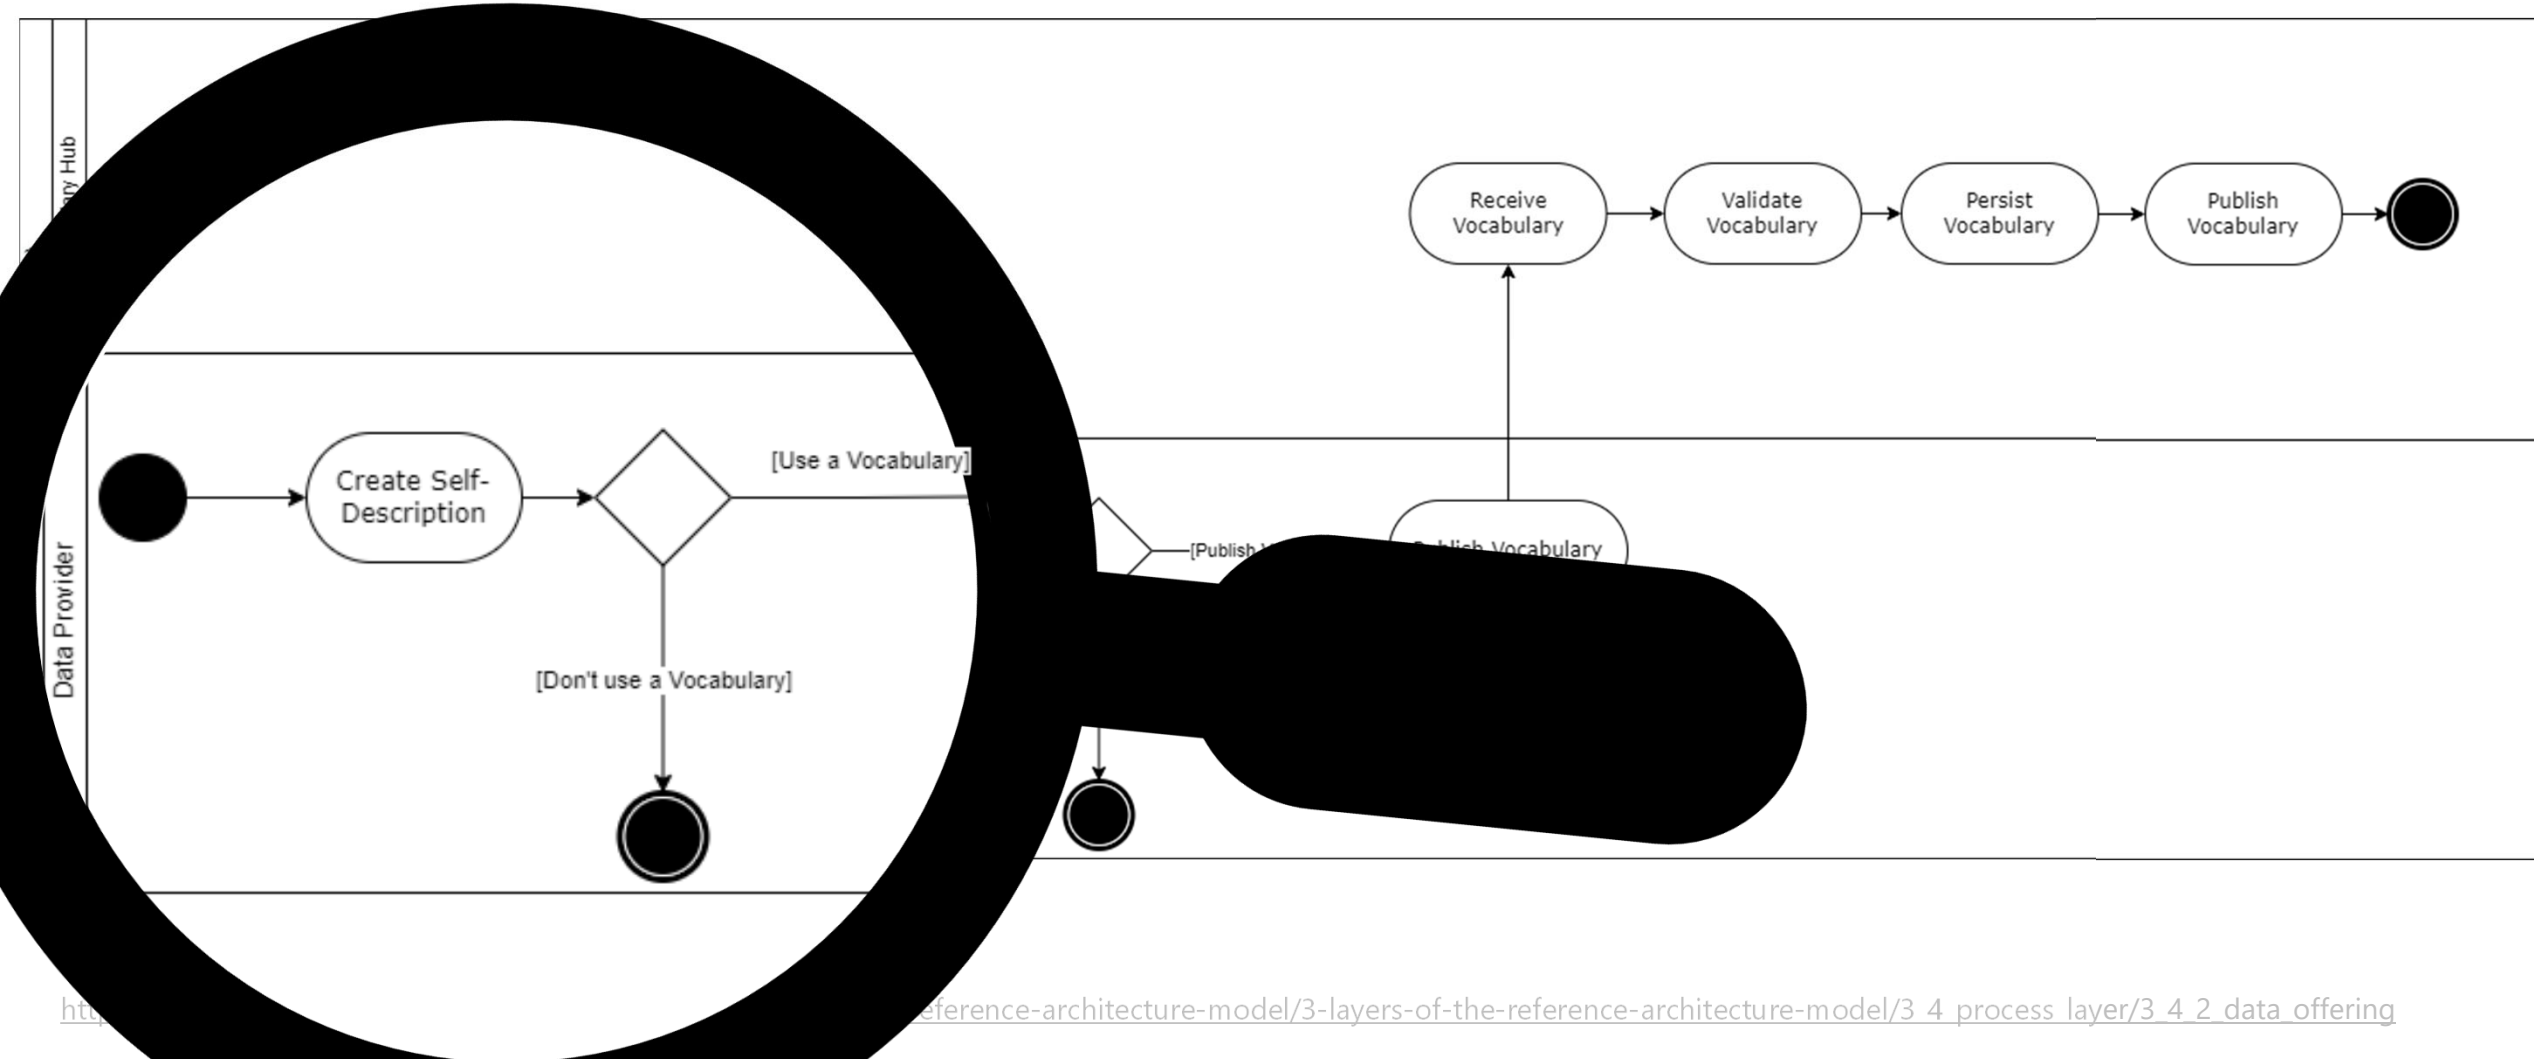 Hub
Receive
Vocabulary
Validate
Vocabulary
Persist
Vocabulary
Publish
Vocabulary
Data Provider
Create Self-
Description
[Use a Vocabulary]
[Don't use a Vocabulary]
[Publish
Vocabulary
eference-architecture-model/3-layers-of-the-reference-architecture-model/3_4_process_layer/3_4_2_data_offering